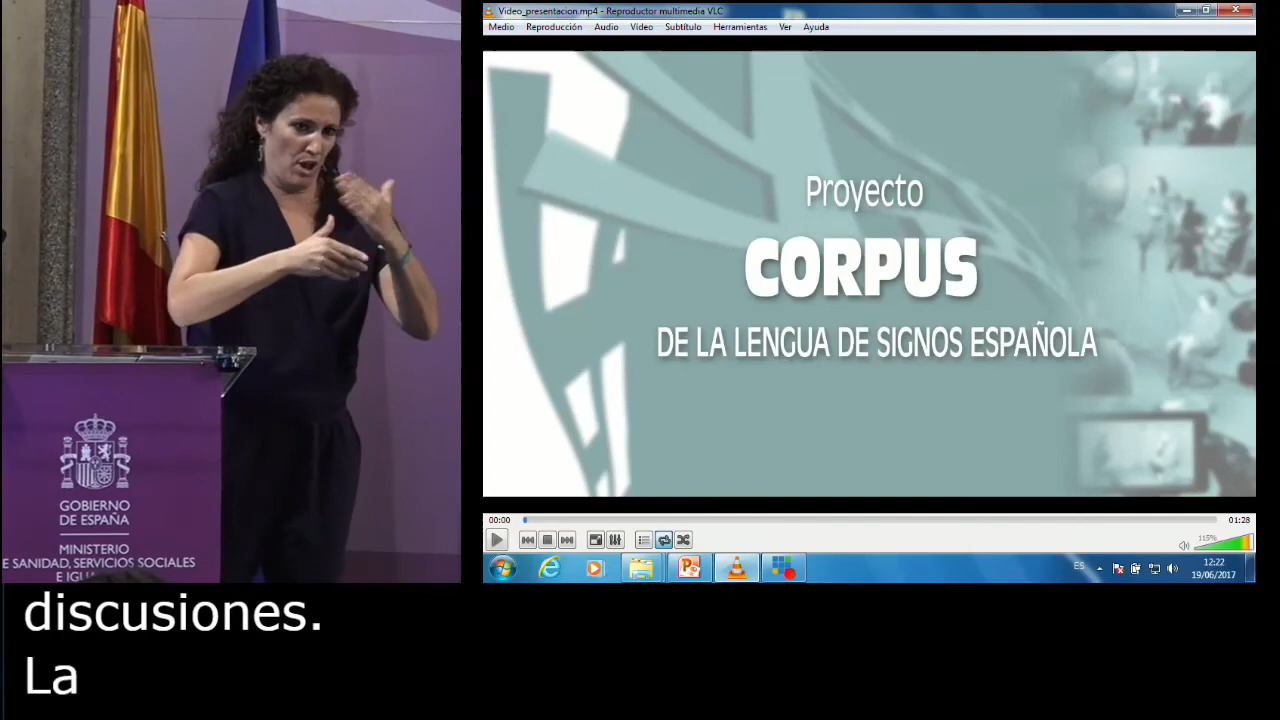 Video_presentacion.mp4 - Reproductor multimedia VLC
Medio Reproducción Audio Vídeo Subtítulo Herramientas Ver Ayuda
Proyecto
CORPUS
DE LA LENGUA DE SIGNOS ESPAÑOLA
00:00 01:28
115%
ES
12:22
19/06/2017
GOBIERNO
DE ESPAÑA
MINISTERIO
E SANIDAD, SERVICIOS SOCIALES
E IGU
discusiones.
La